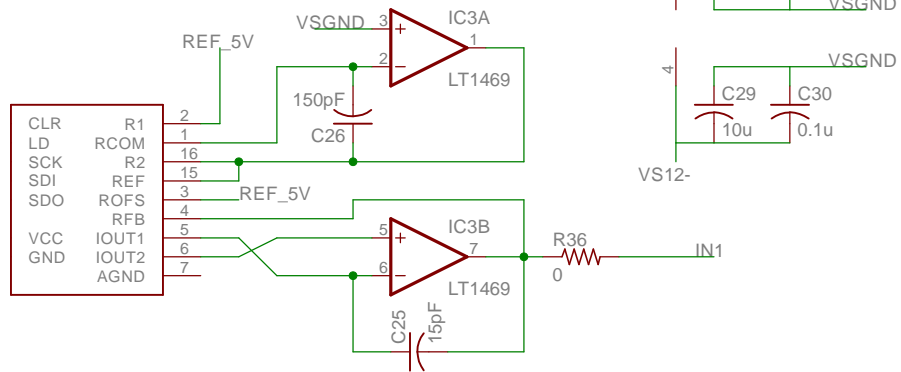 VSGND
3
IC3A
1
2
LT1469
REF_5V
150pF
C26
CLR
LD
SCK
SDI
SDO
VCC
GND
R1
RCOM
R2
REF
ROFS
RFB
IOUT1
IOUT2
AGND
2
1
16
15
3
4
5
6
7
REF_5V
5
IC3B
7
6
LT1469
C25
15pF
R36
0
IN1
VSGND
4
VSGND
C29
10u
C30
0.1u
VS12-